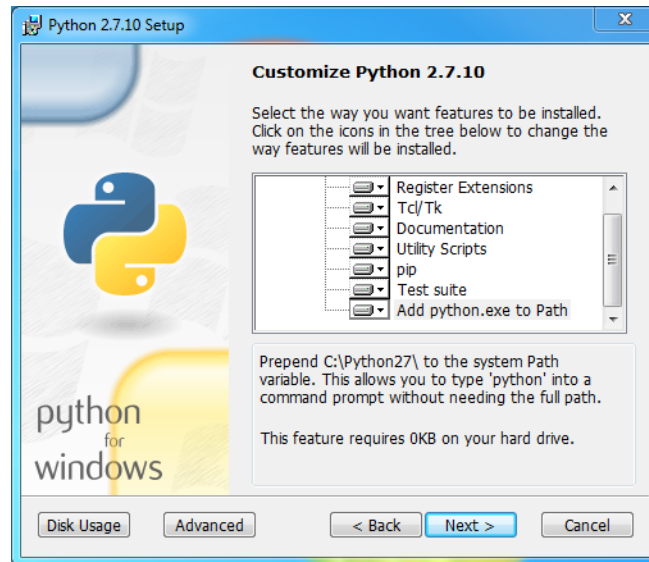 Python 2.7.10 Setup
Customize Python 2.7.10
Select the way you want features to be installed.
Click on the icons in the tree below to change the
way features will be installed.
Register Extensions
Tcl/Tk
Documentation
Utility Scripts
pip
Test suite
Add python.exe to Path
Prepend C:\Python27\ to the system Path
variable. This allows you to type 'python' into a
command prompt without needing the full path.
This feature requires 0KB on your hard drive.
python
for
windows
Disk Usage
Advanced
< Back
Next >
Cancel